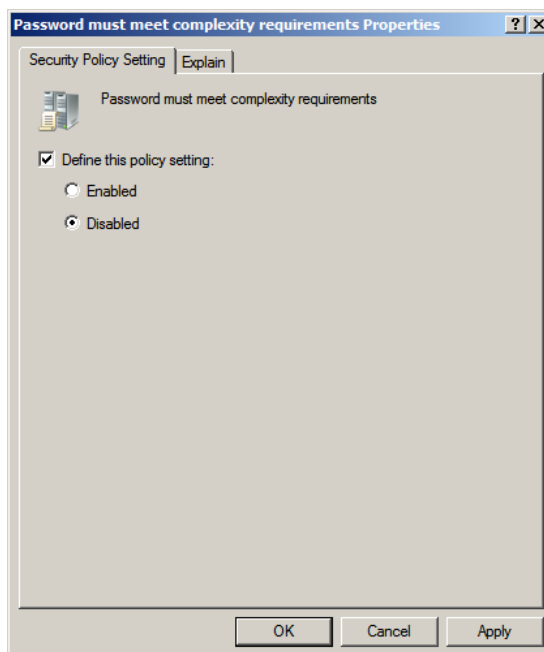 Password must meet complexity requirements Properties
Security Policy Setting
Explain
Password must meet complexity requirements
Define this policy setting:
Enabled
Disabled
OK
Cancel
Apply